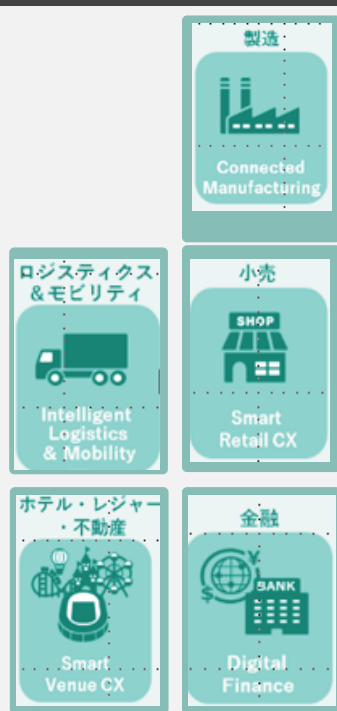 製造
Connected
Manufacturing
ロジスティクス
&モビリティ
Intelligent
Logistics
& Mobility
小売
SHOP
Smart
Retail CX
ホテル・レジャー
・不動産
Smart
Venue CX
金融
¥
$
BANK
Digital
Finance